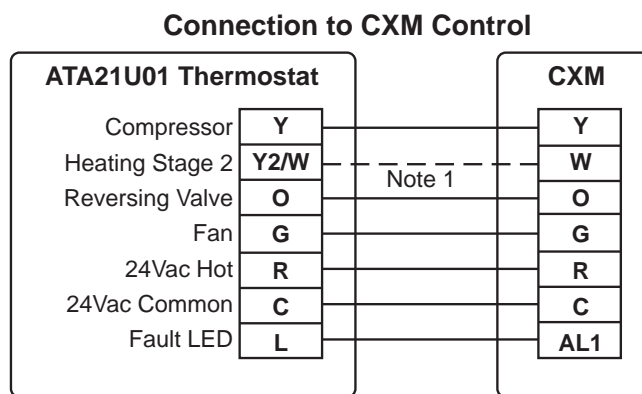 Connection to CXM Control
ATA21U01 Thermostat CXM
Compressor Y Y
Heating Stage 2 Y2/W Note 1 W
Reversing Valve O O
Fan G G
24Vac Hot R R
24Vac Common C C
Fault LED L AL1